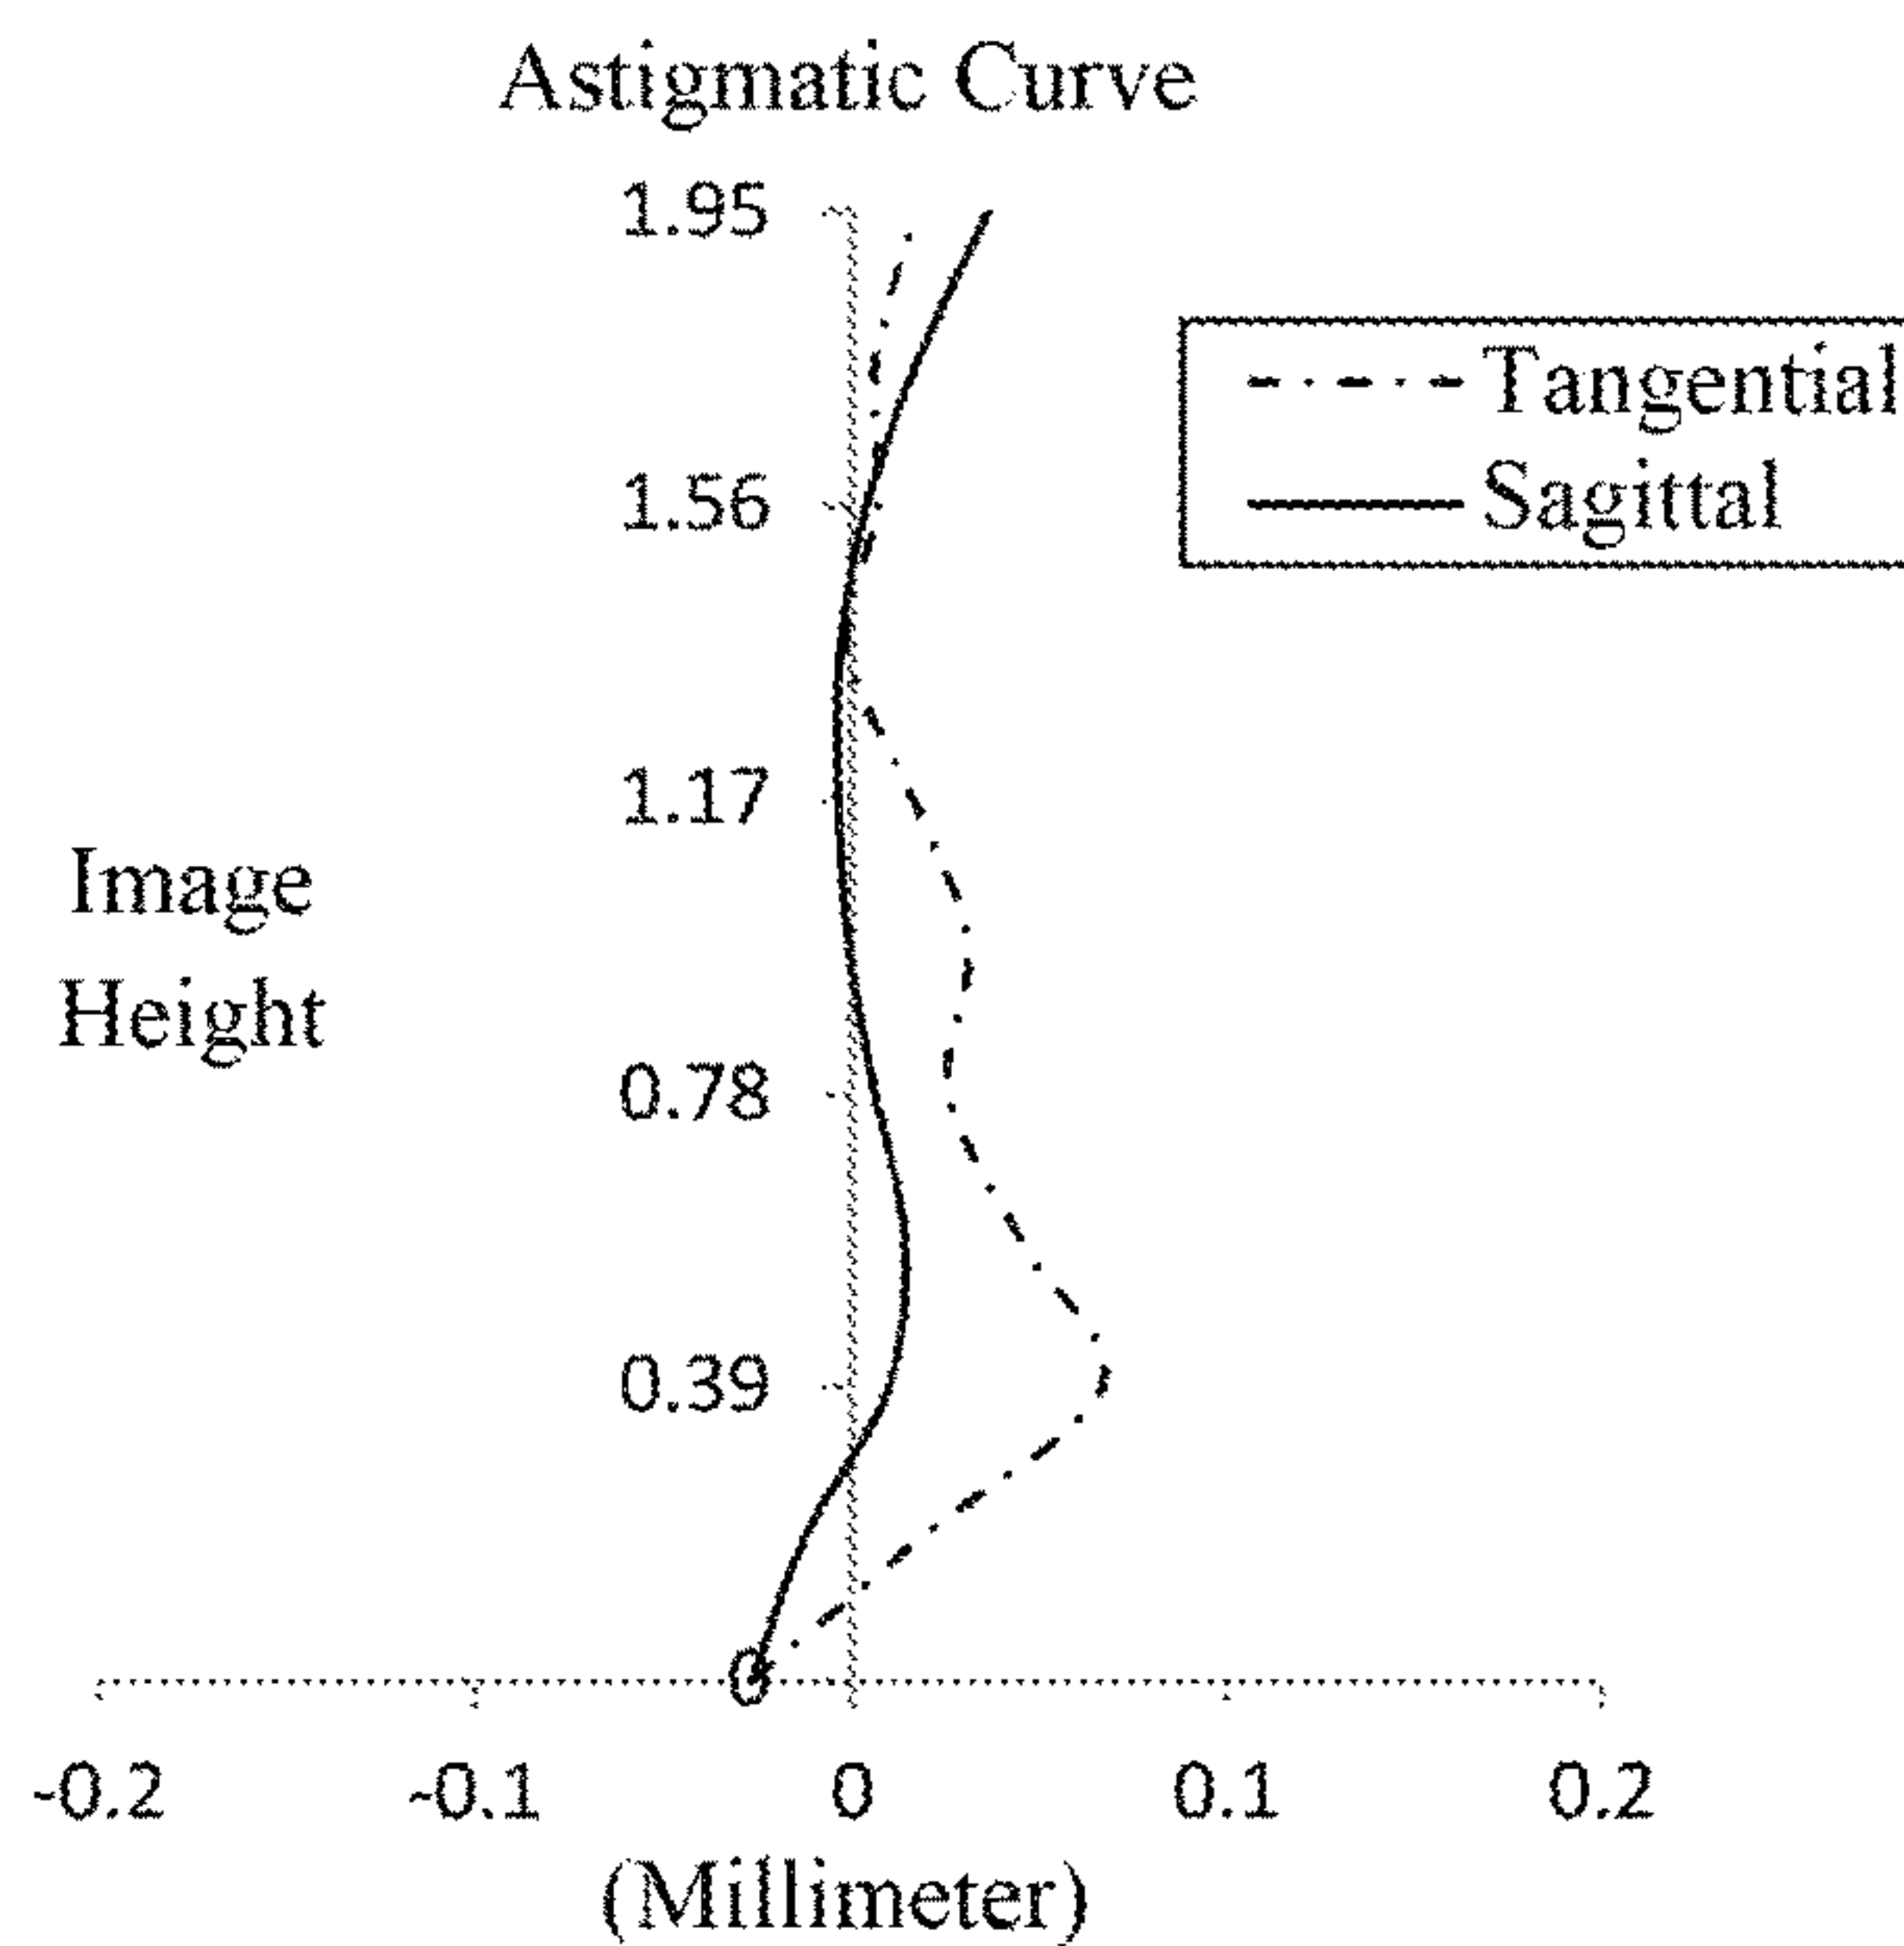 Astigmatic Curve
1.95
Tangential
1.56
Sagittal
1.17
Image
Height
0.78
0.39
0
-0.2 -0.1 0 0.1 0.2
(Millimeter)